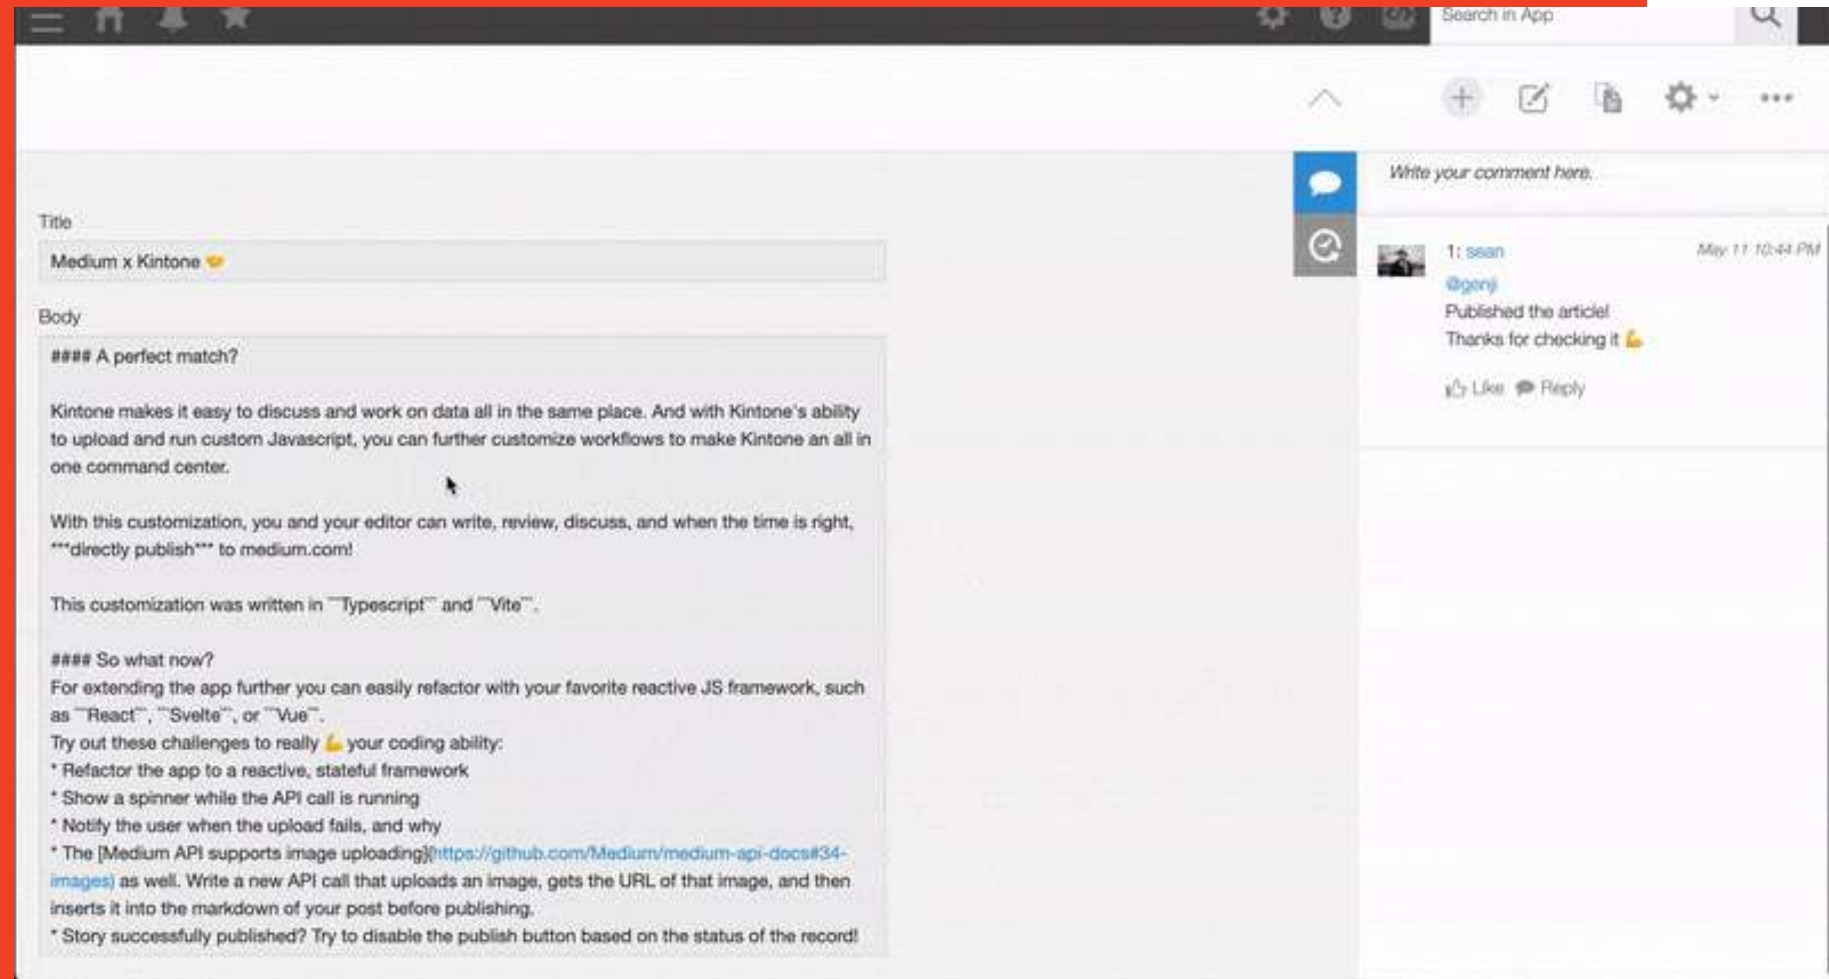 Search in App
Write your comment here.
Title
Medium x Kintone 🤝
Body
#### A perfect match?
Kintone makes it easy to discuss and work on data all in the same place. And with Kintone's ability
to upload and run custom Javascript, you can further customize workflows to make Kintone an all in
one command center.
With this customization, you and your editor can write, review, discuss, and when the time is right,
***directly publish*** to medium.com!
This customization was written in ```Typescript``` and ```Vite```.
#### So what now?
For extending the app further you can easily refactor with your favorite reactive JS framework, such
as ```React```, ```Svelte```, or ```Vue```.
Try out these challenges to really 💪 your coding ability:
* Refactor the app to a reactive, stateful framework
* Show a spinner while the API call is running
* Notify the user when the upload fails, and why
* The [Medium API supports image uploading](https://github.com/Medium/medium-api-docs#34-
images) as well. Write a new API call that uploads an image, gets the URL of that image, and then
inserts it into the markdown of your post before publishing.
* Story successfully published? Try to disable the publish button based on the status of the record!
1: sean
May 11 10:44 PM
@genji
Published the article!
Thanks for checking it 💪
Like Reply